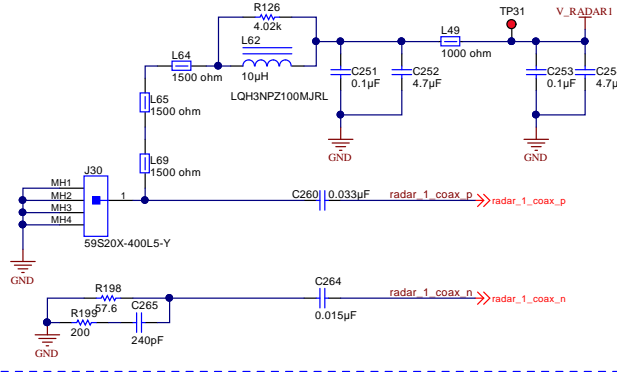 R126
4.02k
TP31
V_RADAR1
L49
1000 ohm
L62
10µH
LQH3NPZ100MJRL
L64
1500 ohm
C251
0.1µF
C252
4.7µF
C253
0.1µF
C25
4.7µ
L65
1500 ohm
GND
GND
L69
1500 ohm
J30
MH1
MH2
MH3
MH4
1
59S20X-400L5-Y
GND
C260
0.033µF
radar_1_coax_p
radar_1_coax_p
R198
57.6
R199
200
C265
240pF
GND
C264
0.015µF
radar_1_coax_n
radar_1_coax_n